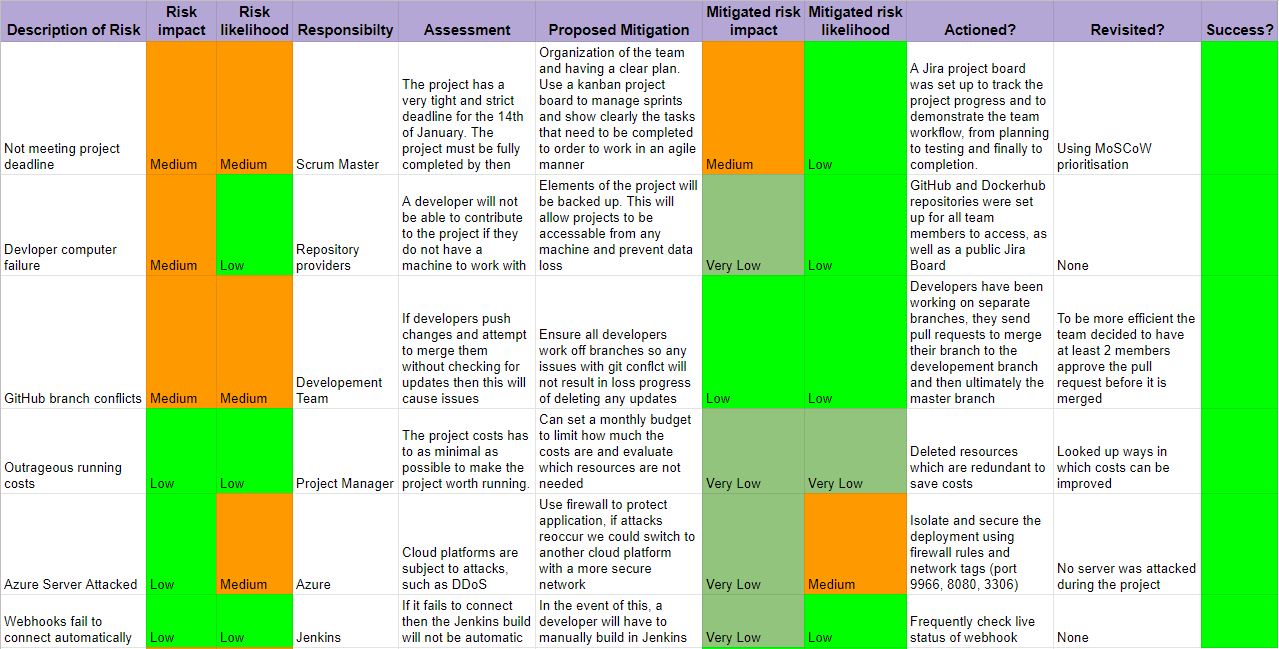 Description of Risk
Risk
impact
Risk
likelihood
Responsibilty
Assessment
Proposed Mitigation
Mitigated risk
impact
Mitigated risk
likelihood
Actioned?
Revisited?
Success?
Not meeting project
deadline
Medium
Medium
Scrum Master
The project has a
very tight and strict
deadline for the 14th
of January. The
project must be fully
completed by then
Organization of the team
and having a clear plan.
Use a kanban project
board to manage sprints
and show clearly the tasks
that need to be completed
to order to work in an agile
manner
Medium
Low
A Jira project board
was set up to track the
project progress and to
demonstrate the team
workflow, from planning
to testing and finally to
completion.
Using MoSCoW
prioritisation
Devloper computer
failure
Medium
Low
Repository
providers
A developer will not
be able to contribute
to the project if they
do not have a
machine to work with
Elements of the project will
be backed up. This will
allow projects to be
accessable from any
machine and prevent data
loss
Very Low
Low
GitHub and Dockerhub
repositories were set
up for all team
members to access, as
well as a public Jira
Board
None
GitHub branch conflicts
Medium
Medium
Developement
Team
If developers push
changes and attempt
to merge them
without checking for
updates then this will
cause issues
Ensure all developers
work off branches so any
issues with git conflct will
not result in loss progress
of deleting any updates
Low
Low
Developers have been
working on separate
branches, they send
pull requests to merge
their branch to the
developement branch
and then ultimately the
master branch
To be more efficient the
team decided to have
at least 2 members
approve the pull
request before it is
merged
Outrageous running
costs
Low
Low
Project Manager
The project costs has
to as minimal as
possible to make the
project worth running.
Can set a monthly budget
to limit how much the
costs are and evaluate
which resources are not
needed
Very Low
Very Low
Deleted resources
which are redundant to
save costs
Looked up ways in
which costs can be
improved
Azure Server Attacked
Low
Medium
Azure
Cloud platforms are
subject to attacks,
such as DDoS
Use firewall to protect
application, if attacks
reoccur we could switch to
another cloud platform
with a more secure
network
Very Low
Medium
Isolate and secure the
deployment using
firewall rules and
network tags (port
9966, 8080, 3306)
No server was attacked
during the project
Webhooks fail to
connect automatically
Low
Low
Jenkins
If it fails to connect
then the Jenkins build
will not be automatic
In the event of this, a
developer will have to
manually build in Jenkins
Very Low
Low
Frequently check live
status of webhook
None